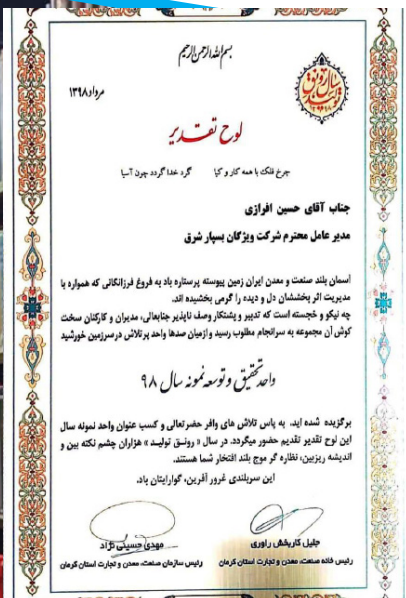 بسم الله الرحمن الرحیم
سال رونق تولید
۱۳۹۸
مرداد ۱۳۹۸
لوح تقدیر
چرخ فلک با همه کار و کیا گرد خدا گردد چون آسیا
جناب آقای حسین افرازی
مدیر عامل محترم شرکت ویژگان بسپار شرق
آسمان بلند صنعت و معدن ایران زمین پیوسته پرستاره باد به فروغ فرزانگانی که همواره با
مدیریت اثر بخششان دل و دیده را گرمی بخشیده اند.
چه نیکو و خجسته است که تدبیر و پشتکار وصف ناپذیر جنابعالی، مدیران و کارکنان سخت
کوش آن مجموعه به سرانجام مطلوب رسید وازمیان صدها واحد پرتلاش درسرزمین خورشید
واحد تحقیق و توسعه نمونه سال ۹۸
برگزیده شده اید. به پاس تلاش های وافر حضرتعالی و کسب عنوان واحد نمونه سال
این لوح تقدیر تقدیم حضور میگردد. در سال « رونق تولید » هزاران چشم نکته بین و
اندیشه ریزبین، نظاره گر موج بلند افتخار شما هستند.
این سربلندی غرور آفرین، گوارایتان باد.
جلیل کاربخش راوری
رئیس خانه صنعت، معدن و تجارت استان کرمان
مهدی حسینی نژاد
رئیس سازمان صنعت، معدن و تجارت استان کرمان